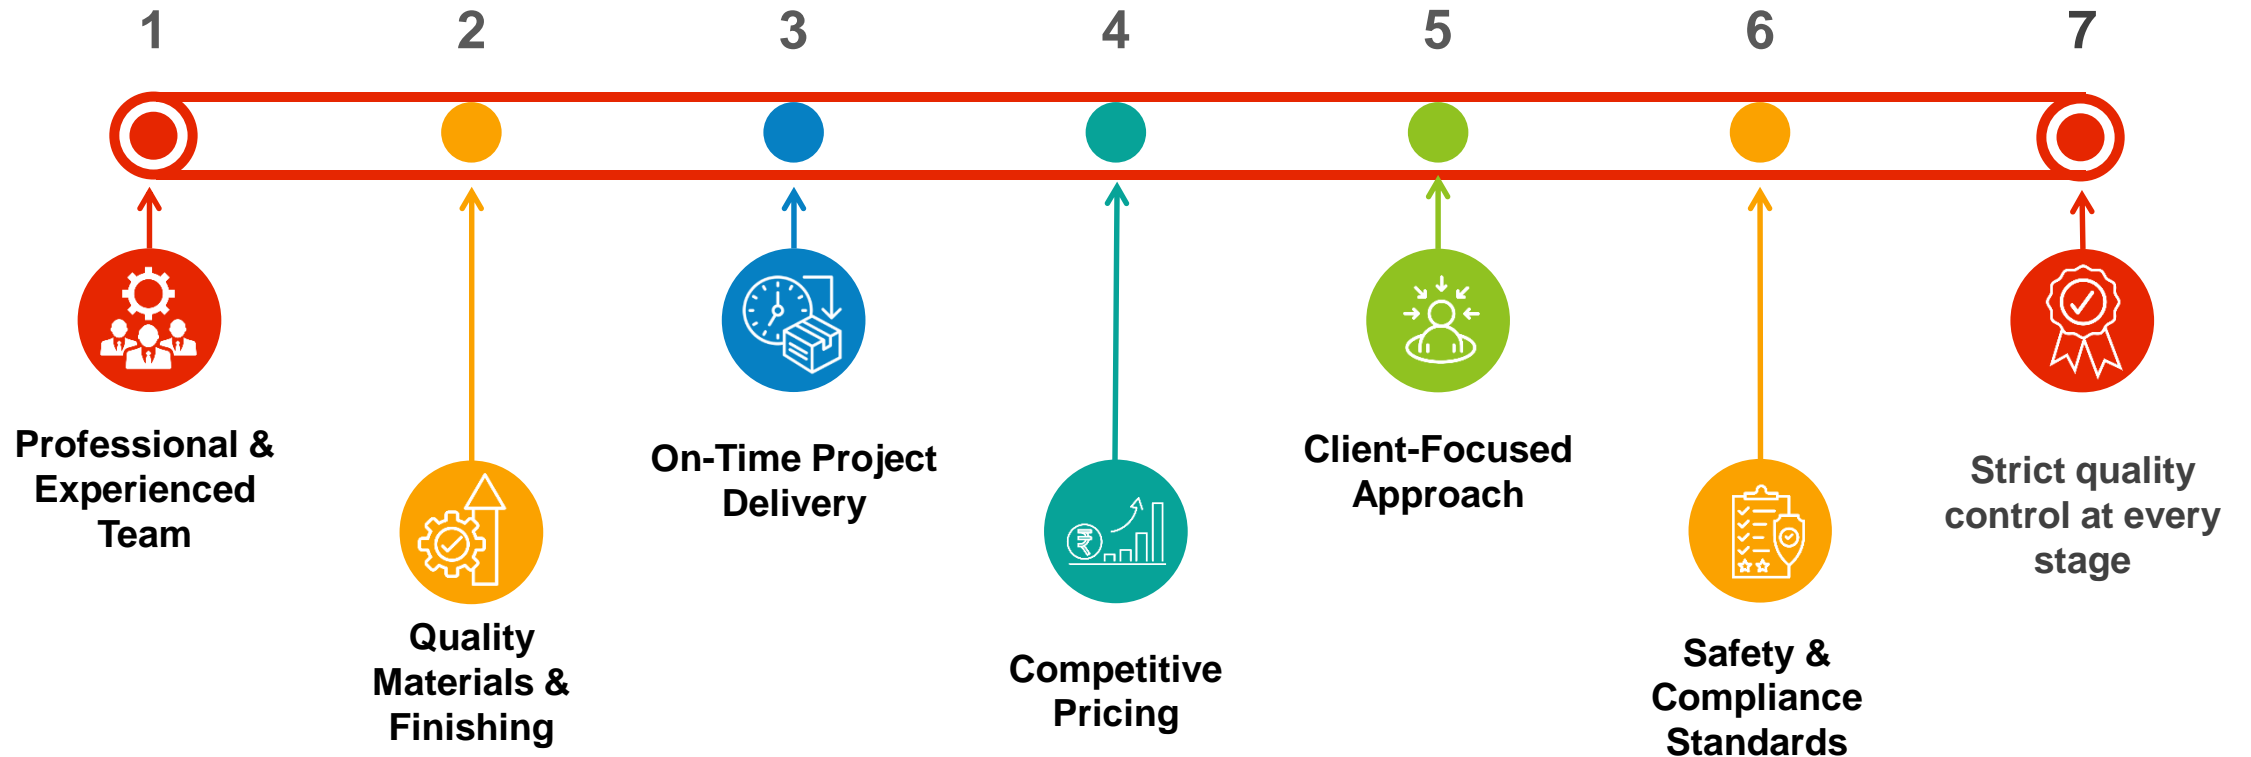 1
2
3
4
5
6
7
Professional &
Experienced
Team
Quality
Materials &
Finishing
On-Time Project
Delivery
₹
Competitive
Pricing
Client-Focused
Approach
Safety &
Compliance
Standards
Strict quality
control at every
stage